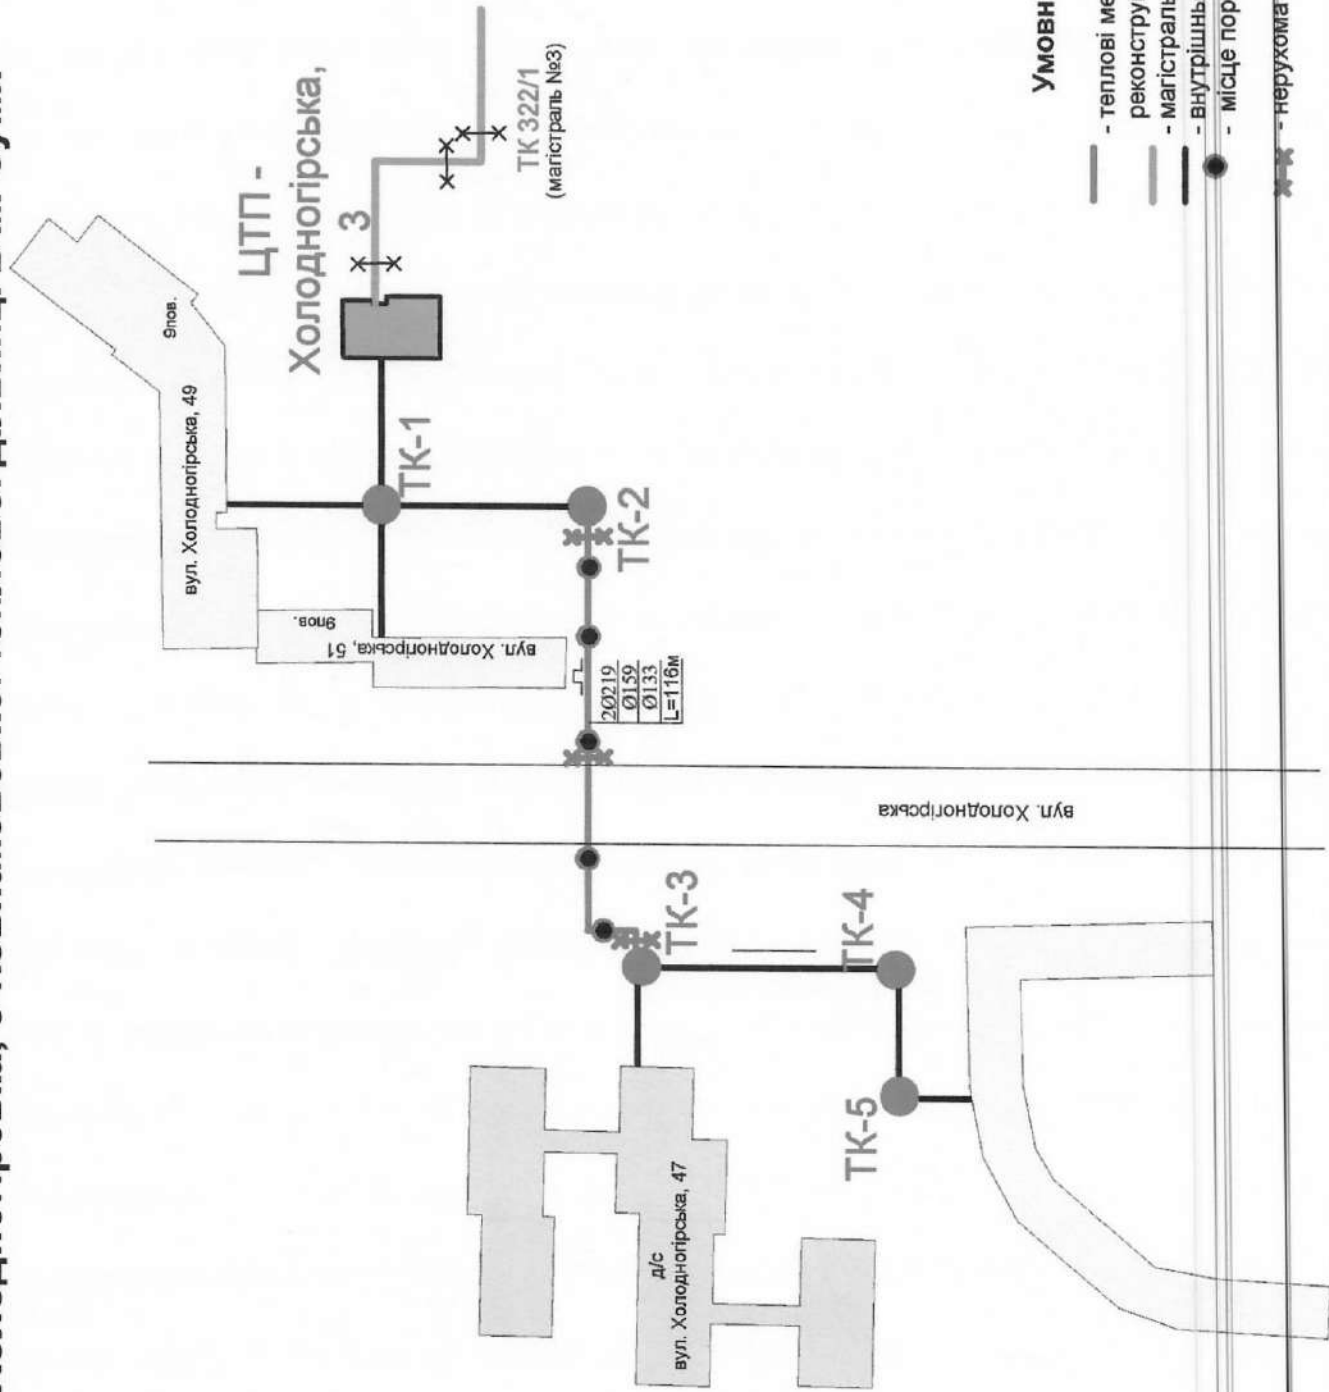 ЦТП -
Холодногірська,
3
ТК 322/1
(магістраль №3)
9пов.
вул. Холодногірська, 49
9пов.
вул. Холодногірська, 51
ТК-1
ТК-2
2Ø219
Ø159
Ø133
L=116м
вул. Холодногірська
ТК-3
ТК-4
ТК-5
д/с
вул. Холодногірська, 47
Умовн
- теплові ме
реконстру
- магістраль
- внутрішнь
- місце пор
- нерухома